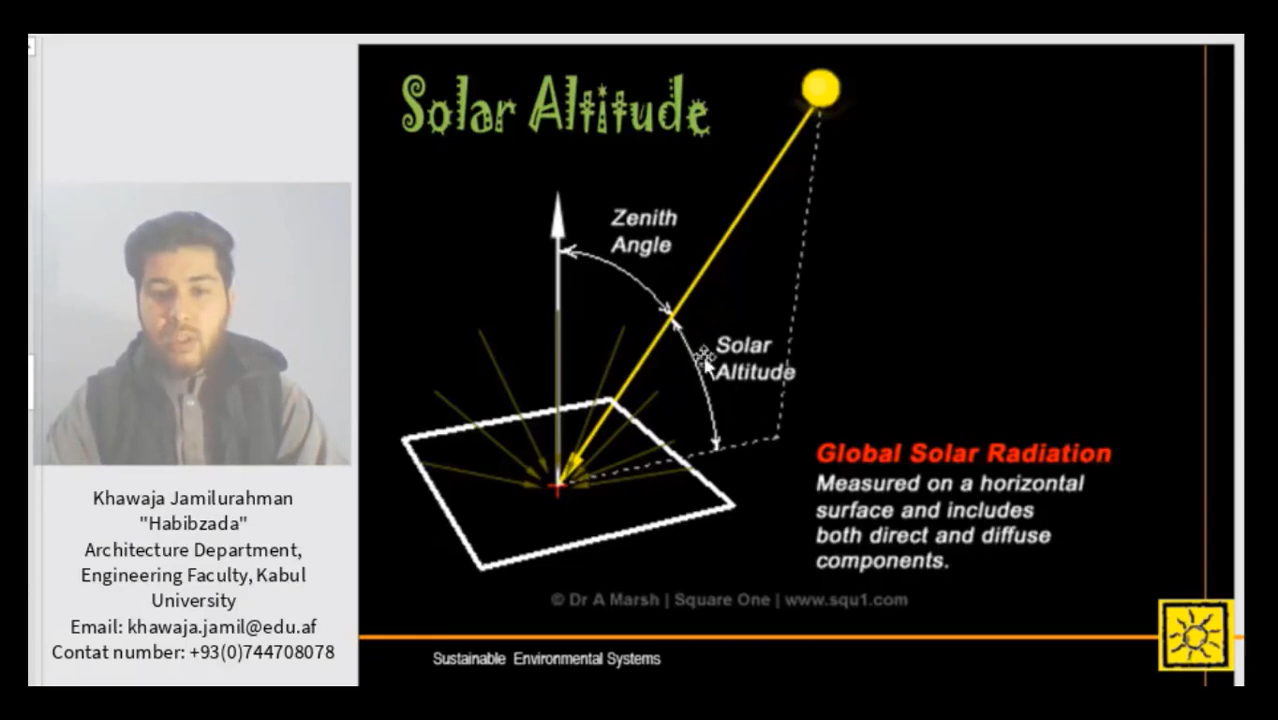 Solar Altitude
Zenith
Angle
Solar
Altitude
Global Solar Radiation
Measured on a horizontal
surface and includes
both direct and diffuse
components.
© Dr A Marsh | Square One | www.squ1.com
Sustainable Environmental Systems
Khawaja Jamilurahman
"Habibzada"
Architecture Department,
Engineering Faculty, Kabul
University
Email: khawaja.jamil@edu.af
Contat number: +93(0)744708078